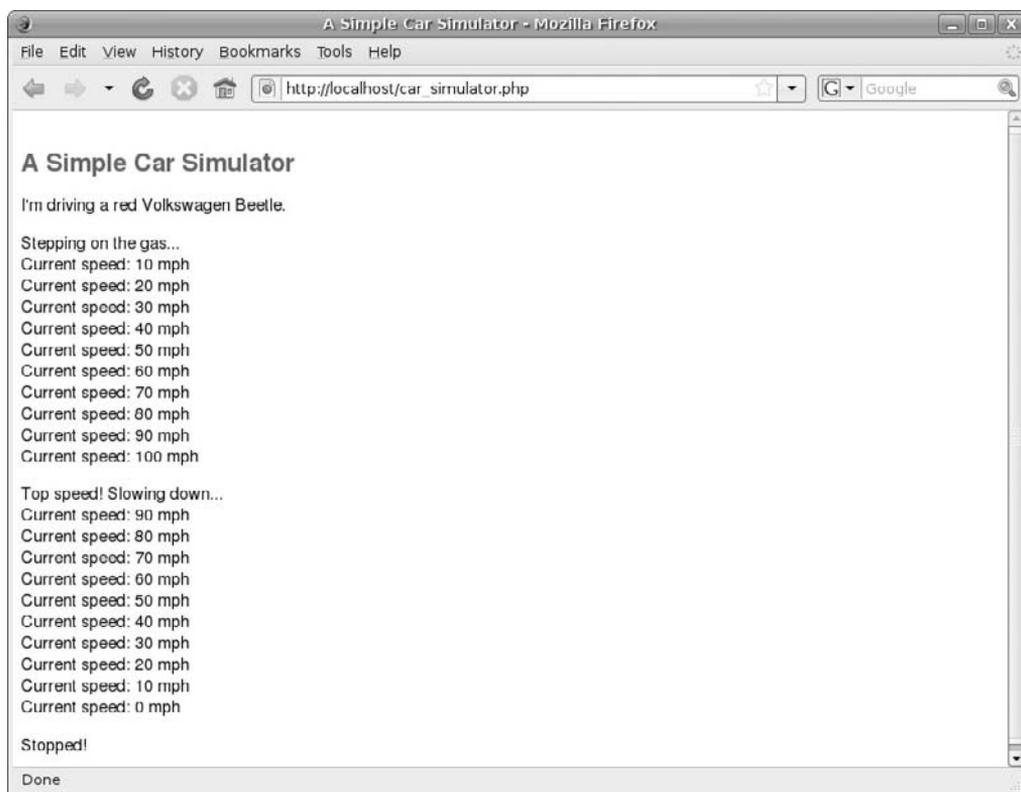 A Simple Car Simulator - Mozilla Firefox
File Edit View History Bookmarks Tools Help
http://localhost/car_simulator.php
G Google
A Simple Car Simulator
I'm driving a red Volkswagen Beetle.
Stepping on the gas...
Current speed: 10 mph
Current speed: 20 mph
Current speed: 30 mph
Current speed: 40 mph
Current speed: 50 mph
Current speed: 60 mph
Current speed: 70 mph
Current speed: 80 mph
Current speed: 90 mph
Current speed: 100 mph
Top speed! Slowing down...
Current speed: 90 mph
Current speed: 80 mph
Current speed: 70 mph
Current speed: 60 mph
Current speed: 50 mph
Current speed: 40 mph
Current speed: 30 mph
Current speed: 20 mph
Current speed: 10 mph
Current speed: 0 mph
Stopped!
Done